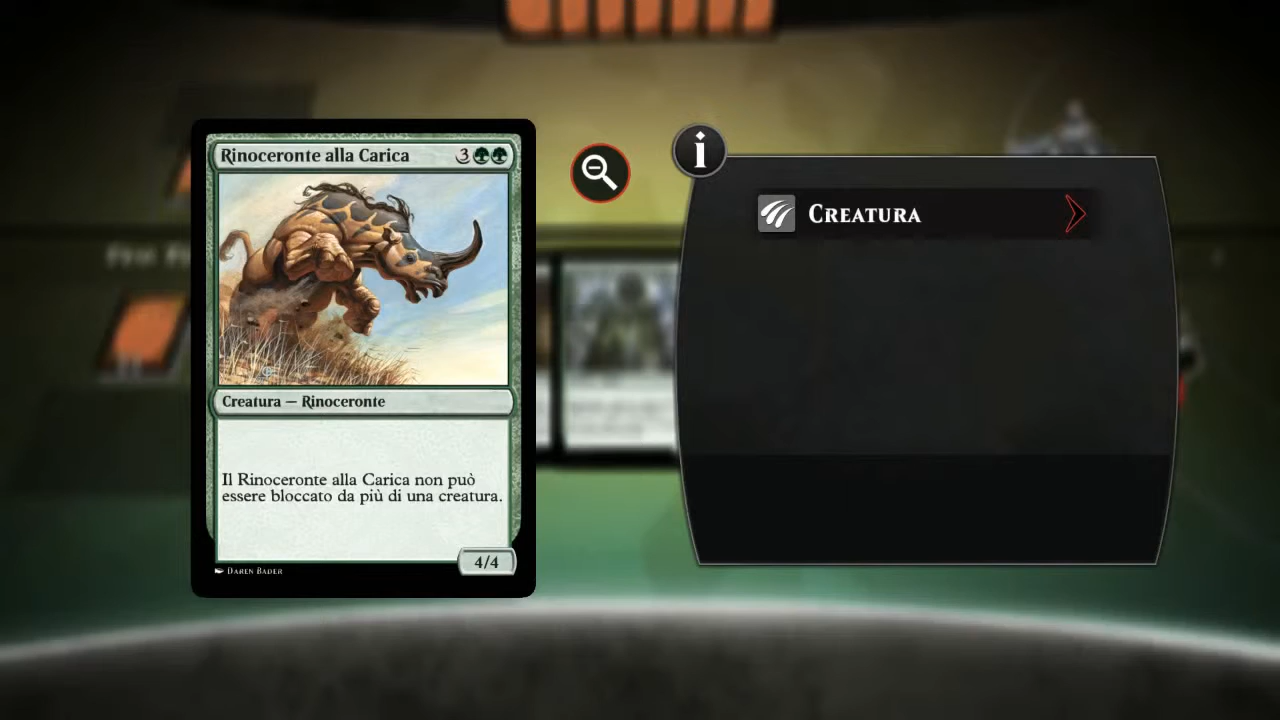 Rinoceronte alla Carica 3
Creatura — Rinoceronte
Il Rinoceronte alla Carica non può
essere bloccato da più di una creatura.
4/4
Daren Bader
i
Creatura